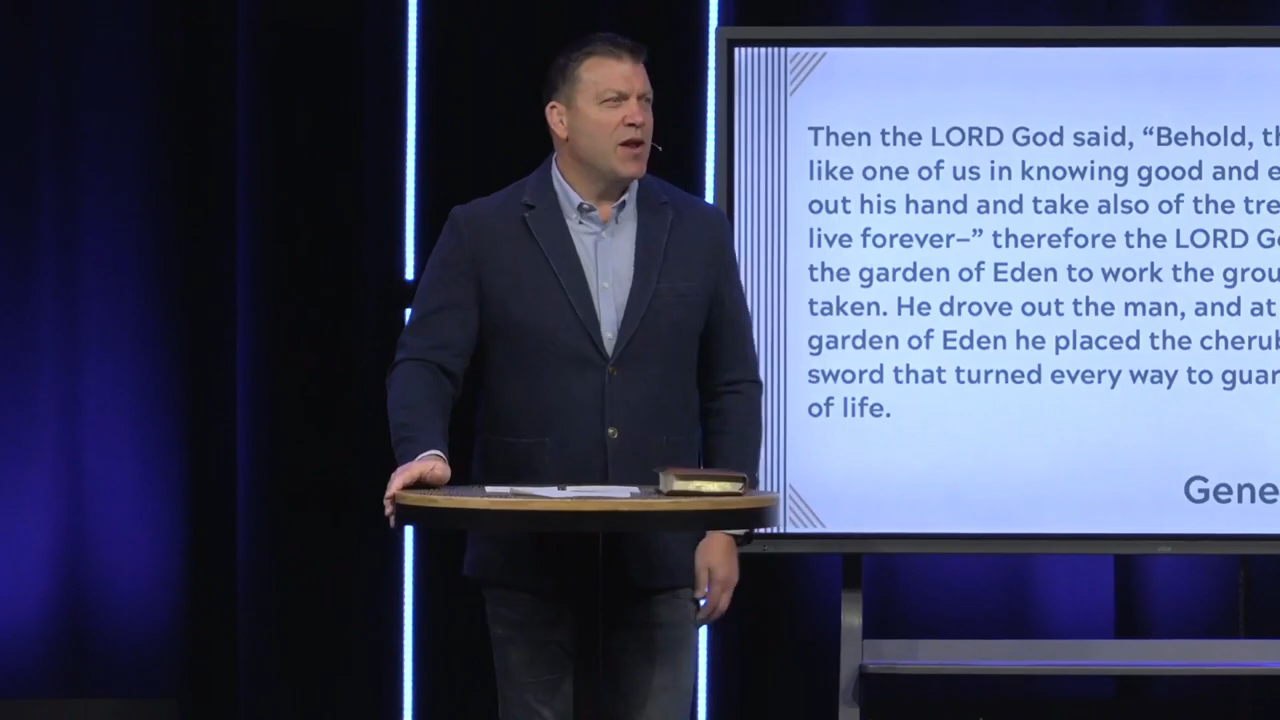 Then the LORD God said, “Behold, th
like one of us in knowing good and e
out his hand and take also of the tre
live forever–” therefore the LORD Go
the garden of Eden to work the grou
taken. He drove out the man, and at
garden of Eden he placed the cherub
sword that turned every way to guar
of life.
Gene